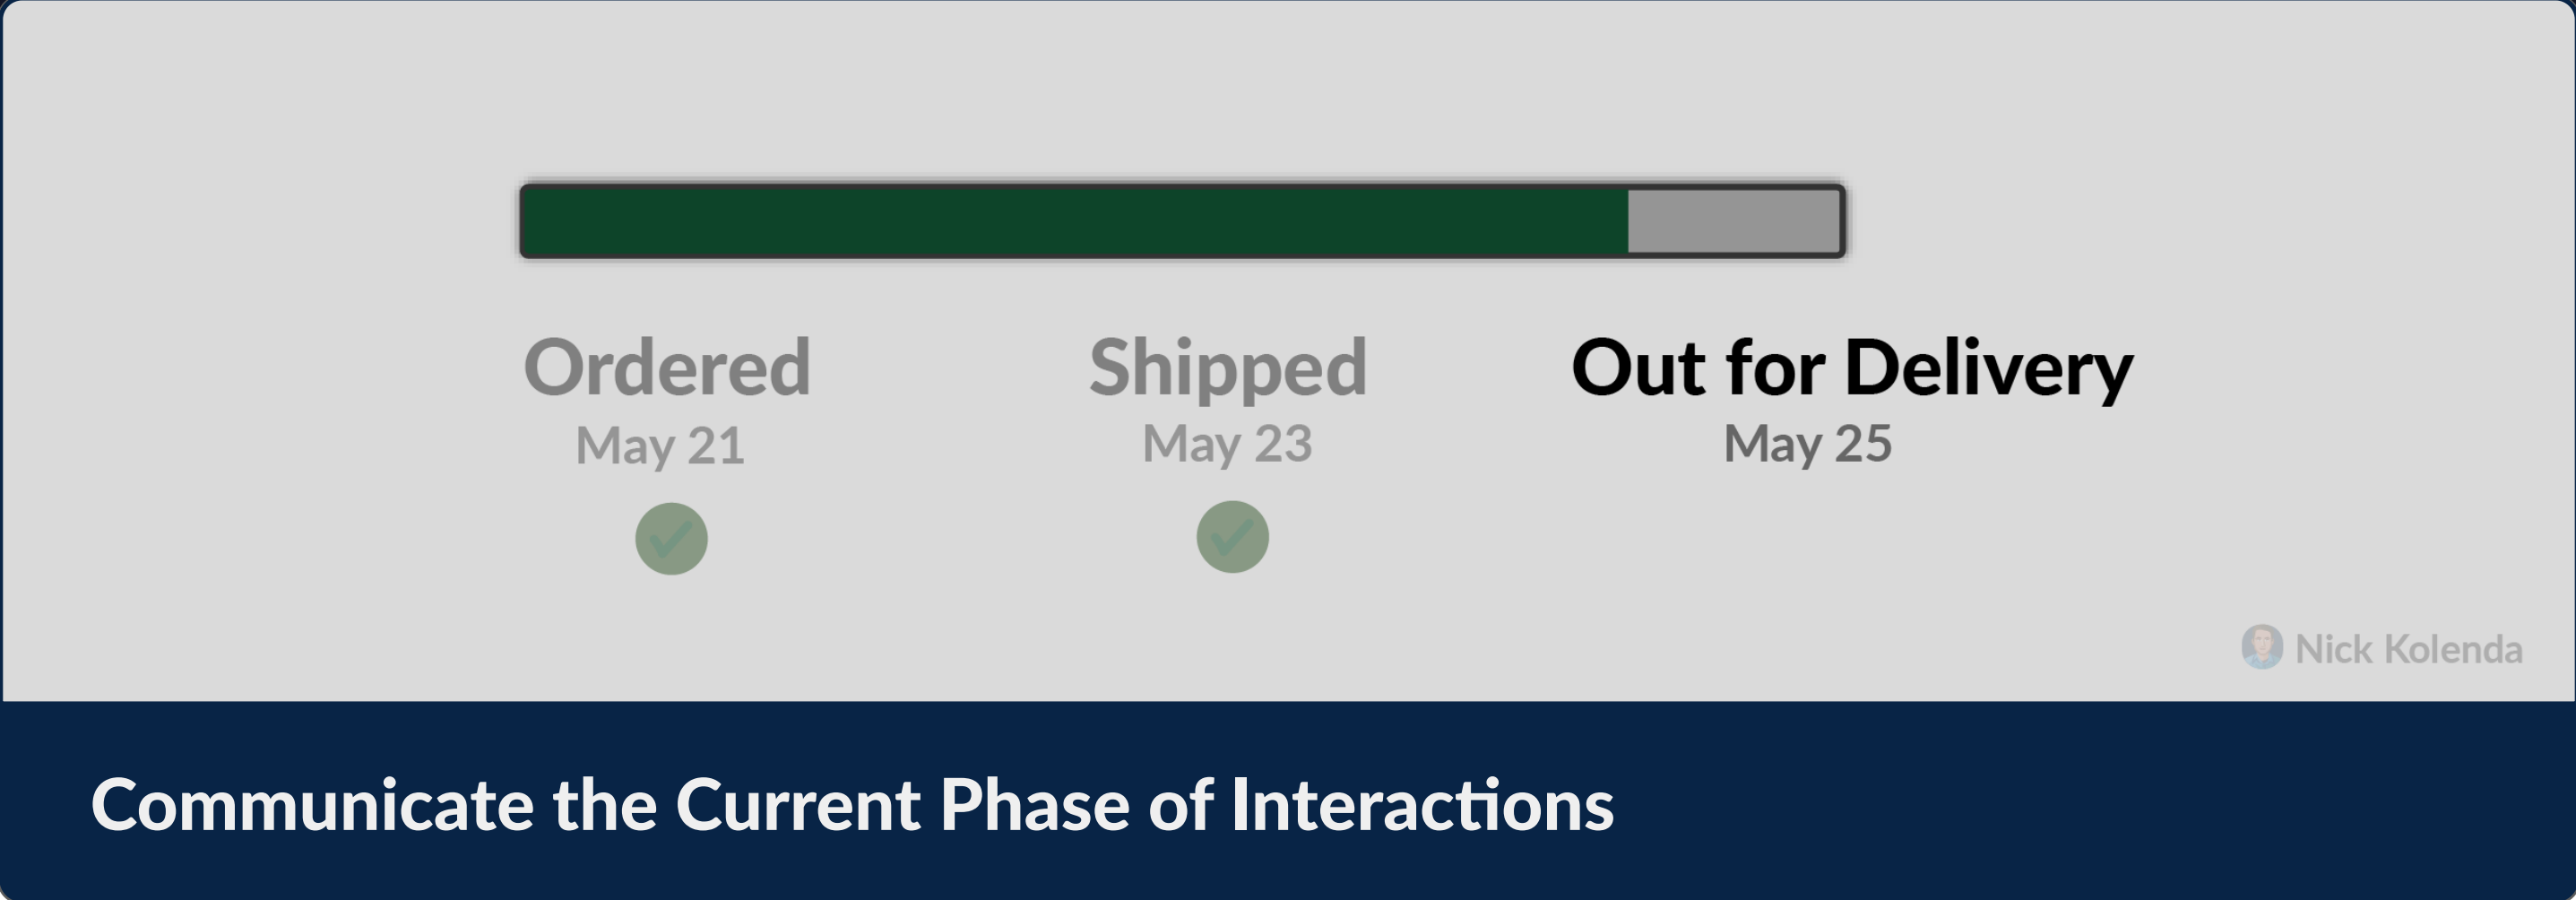 Ordered
Shipped
Out for Delivery
May 21
May 23
May 25
Nick Kolenda
Communicate the Current Phase of Interactions